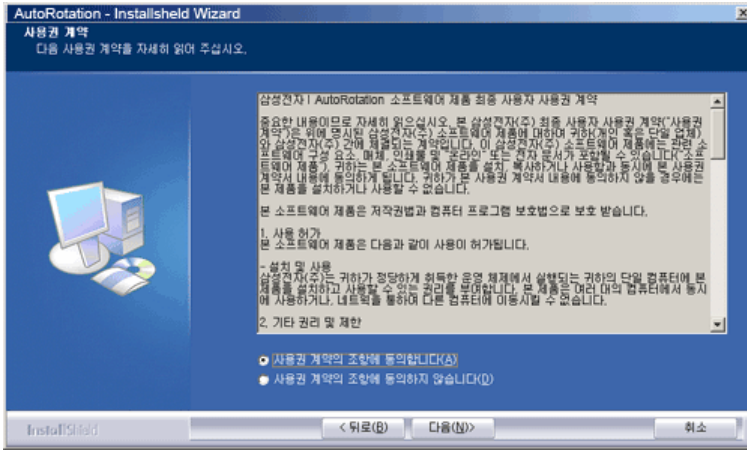 AutoRotation - Installsheld Wizard
사용권 계약
다음 사용권 계약을 자세히 읽어 주십시오.
삼성전자 | AutoRotation 소프트웨어 제품 최종 사용자 사용권 계약
중요한 내용이므로 자세히 읽으십시오. 본 삼성전자(주) 최종 사용자 사용권 계약("사용권
계약")은 위에 명시된 삼성전자(주) 소프트웨어 제품에 대하여 귀하(개인 혹은 단일 업체)
와 삼성전자(주) 간에 체결되는 계약입니다. 이 삼성전자(주) 소프트웨어 제품에는 관련 소
프트웨어 구성 요소, 매체, 인쇄물 및 "온라인" 또는 전자 문서가 포함될 수 있습니다("소프
트웨어 제품"). 귀하는 본 소프트웨어 제품을 설치, 복사하거나 사용함과 동시에 본 사용권
계약서 내용에 동의하게 됩니다. 귀하가 본 사용권 계약서 내용에 동의하지 않을 경우에는
본 제품을 설치하거나 사용할 수 없습니다.
본 소프트웨어 제품은 저작권법과 컴퓨터 프로그램 보호법으로 보호 받습니다.
1. 사용 허가
본 소프트웨어 제품은 다음과 같이 사용이 허가됩니다.
- 설치 및 사용
삼성전자(주)는 귀하가 정당하게 취득한 운영 체제에서 실행되는 귀하의 단일 컴퓨터에 본
제품을 설치하고 사용할 수 있는 권리를 부여합니다. 본 제품은 여러 대의 컴퓨터에서 동시
에 사용하거나, 네트웍을 통하여 다른 컴퓨터에 이동시킬 수 없습니다.
2. 기타 권리 및 제한
사용권 계약의 조항에 동의합니다(A)
사용권 계약의 조항에 동의하지 않습니다(D)
InstallShield
< 뒤로(B) 다음(N)> 취소